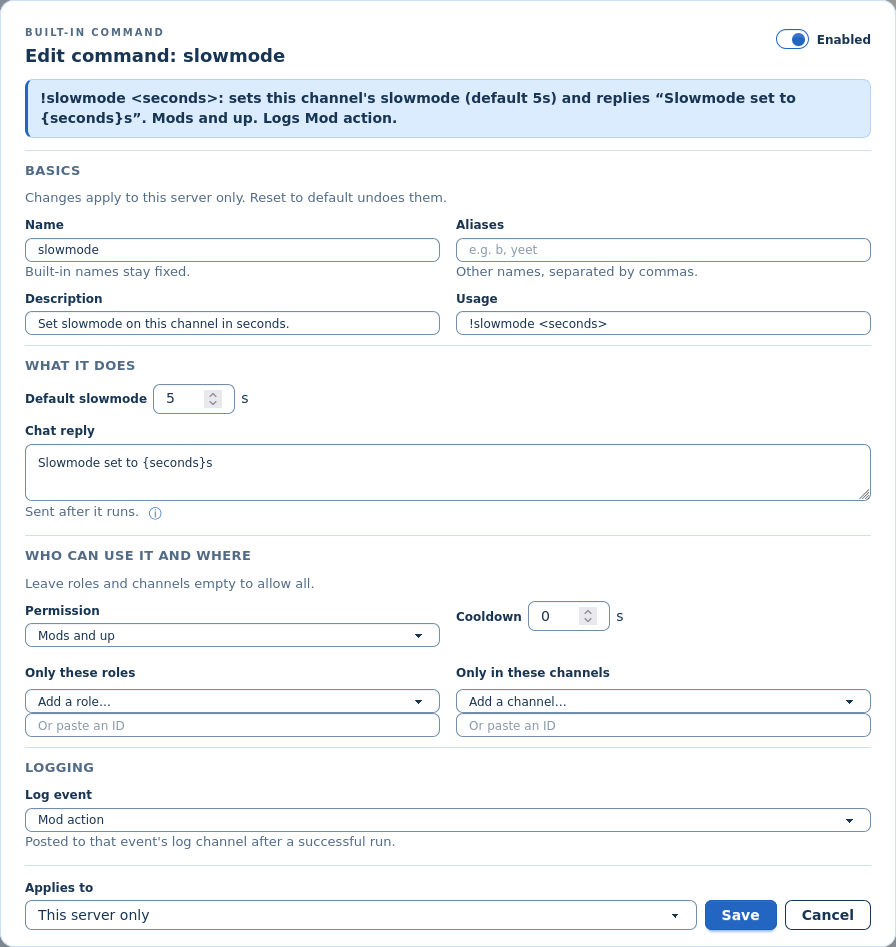 BUILT-IN COMMAND
Edit command: slowmode
Enabled
!slowmode <seconds>: sets this channel's slowmode (default 5s) and replies “Slowmode set to
{seconds}s”. Mods and up. Logs Mod action.
BASICS
Changes apply to this server only. Reset to default undoes them.
Name
slowmode
Built-in names stay fixed.
Aliases
e.g. b, yeet
Other names, separated by commas.
Description
Set slowmode on this channel in seconds.
Usage
!slowmode <seconds>
WHAT IT DOES
Default slowmode 5 s
Chat reply
Slowmode set to {seconds}s
Sent after it runs. ⓘ
WHO CAN USE IT AND WHERE
Leave roles and channels empty to allow all.
Permission
Mods and up
Cooldown 0 s
Only these roles
Add a role...
Or paste an ID
Only in these channels
Add a channel...
Or paste an ID
LOGGING
Log event
Mod action
Posted to that event's log channel after a successful run.
Applies to
This server only
Save
Cancel